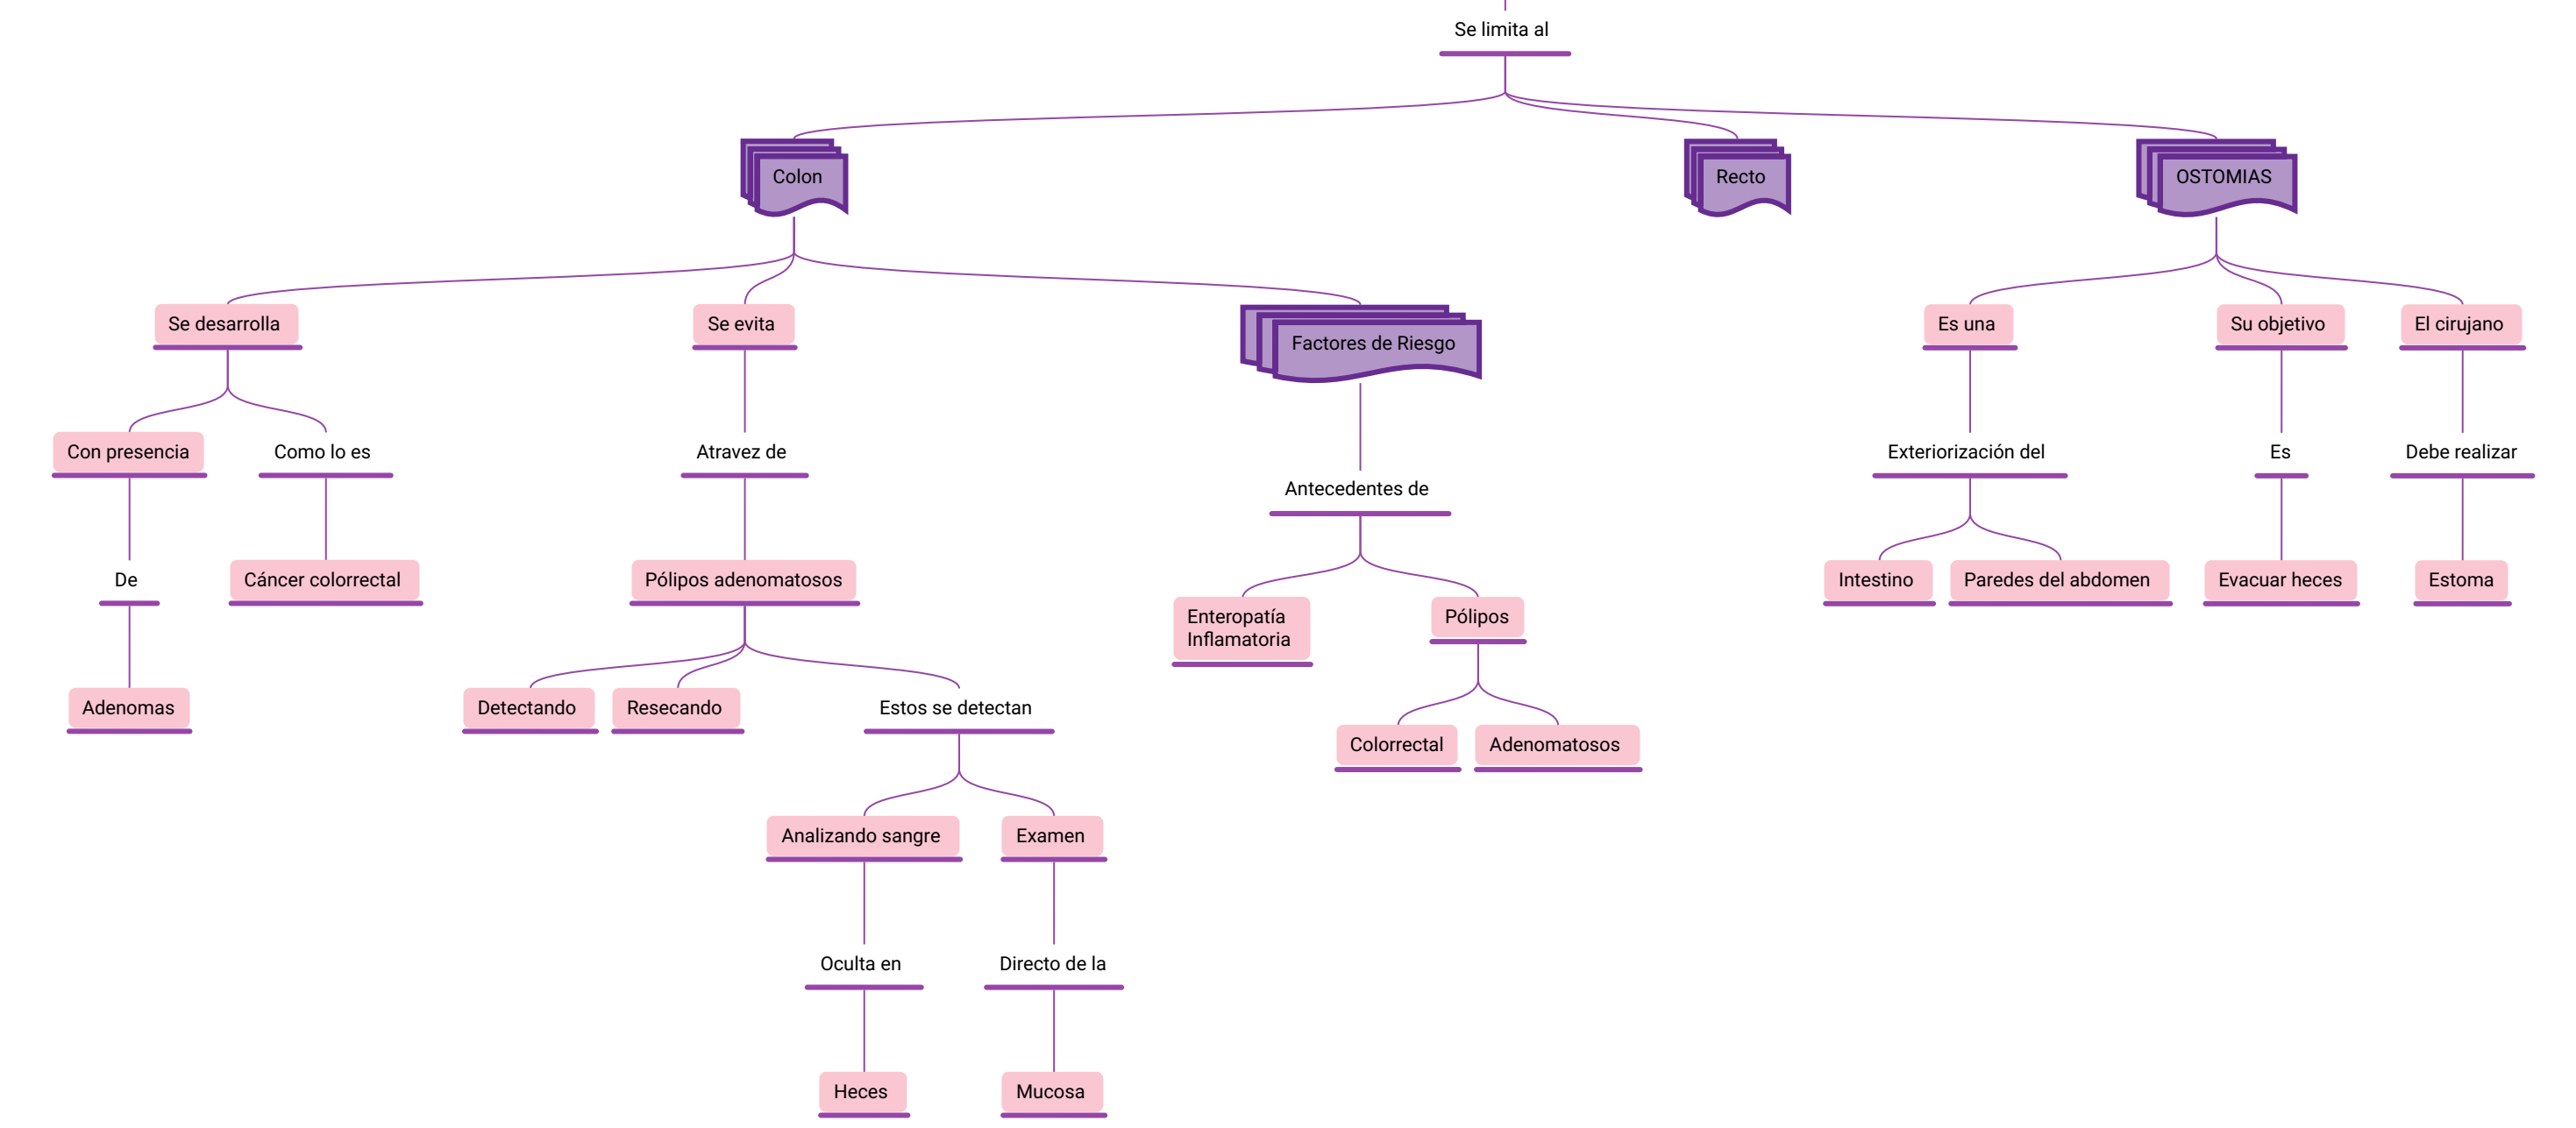 Se limita al
Colon
Recto
OSTOMIAS
Se desarrolla
Se evita
Factores de Riesgo
Es una
Su objetivo
El cirujano
Con presencia
Como lo es
Atravez de
Antecedentes de
Exteriorización del
Es
Debe realizar
De
Cáncer colorrectal
Pólipos adenomatosos
Enteropatía
Inflamatoria
Pólipos
Intestino
Paredes del abdomen
Evacuar heces
Estoma
Adenomas
Detectando
Resecando
Estos se detectan
Colorrectal
Adenomatosos
Analizando sangre
Examen
Oculta en
Directo de la
Heces
Mucosa